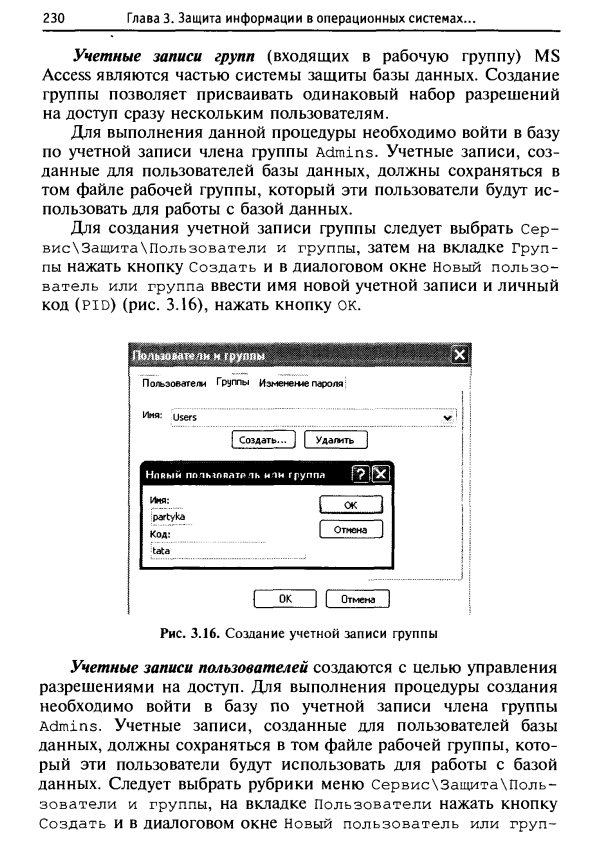 230 Глава 3. Защита информации в операционных системах...
Учетные записи групп (входящих в рабочую группу) MS
Access являются частью системы защиты базы данных. Создание
группы позволяет присваивать одинаковый набор разрешений
на доступ сразу нескольким пользователям.
Для выполнения данной процедуры необходимо войти в базу
по учетной записи члена группы Admins. Учетные записи, соз-
данные для пользователей базы данных, должны сохраняться в
том файле рабочей группы, который эти пользователи будут ис-
пользовать для работы с базой данных.
Для создания учетной записи группы следует выбрать Сер-
вис\Защита\Пользователи и группы, затем на вкладке Груп-
пы нажать кнопку Создать и в диалоговом окне Новый пользо-
ватель или группа ввести имя новой учетной записи и личный
код (PID) (рис. 3.16), нажать кнопку OK.
Пользователи и группы
Пользователи Группы Изменение пароля
Имя: Users
Создать... Удалить
Новый пользователь или группа
Имя:
OK
partyka
Отмена
Код:
tata
OK Отмена
Рис. 3.16. Создание учетной записи группы
Учетные записи пользователей создаются с целью управления
разрешениями на доступ. Для выполнения процедуры создания
необходимо войти в базу по учетной записи члена группы
Admins. Учетные записи, созданные для пользователей базы
данных, должны сохраняться в том файле рабочей группы, кото-
рый эти пользователи будут использовать для работы с базой
данных. Следует выбрать рубрики меню Сервис\Защита\Поль-
зователи и группы, на вкладке Пользователи нажать кнопку
Создать и в диалоговом окне Новый пользователь или груп-